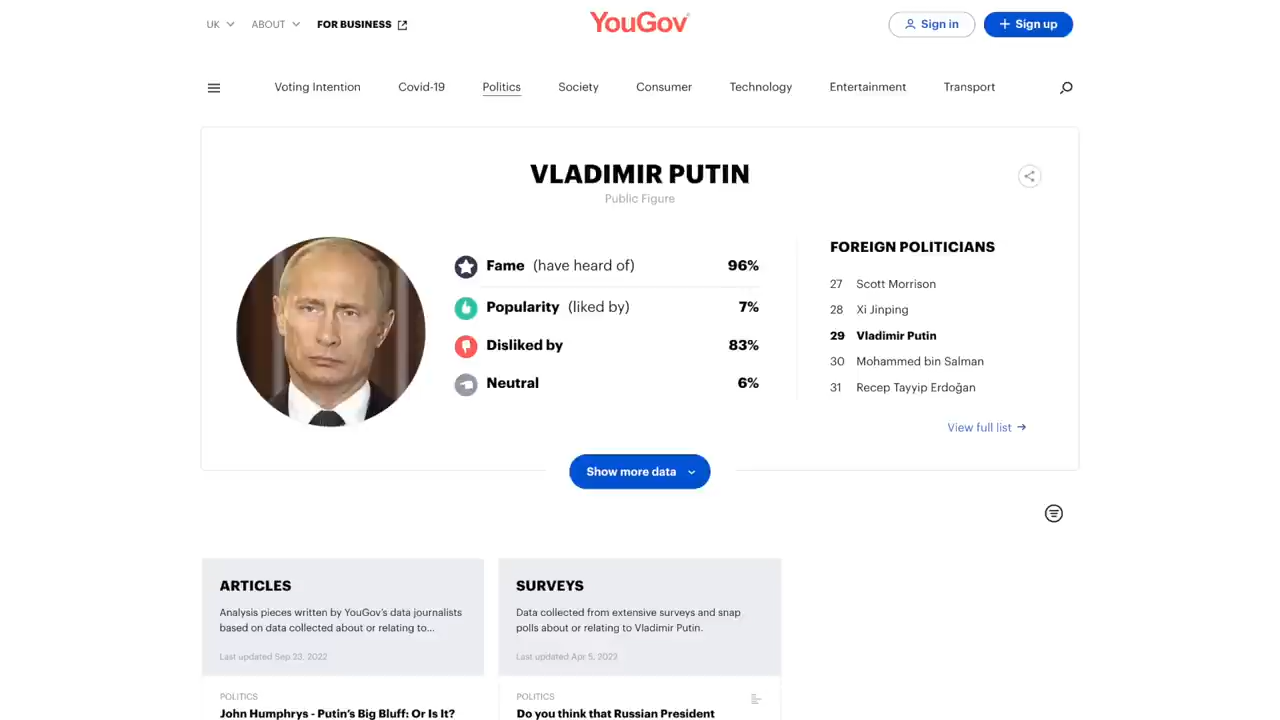 UK
ABOUT
FOR BUSINESS
YouGov
Sign in
Sign up
Voting Intention
Covid-19
Politics
Society
Consumer
Technology
Entertainment
Transport
VLADIMIR PUTIN
Public Figure
Fame (have heard of) 96%
Popularity (liked by) 7%
Disliked by 83%
Neutral 6%
FOREIGN POLITICIANS
27 Scott Morrison
28 Xi Jinping
29 Vladimir Putin
30 Mohammed bin Salman
31 Recep Tayyip Erdoğan
View full list →
Show more data
ARTICLES
Analysis pieces written by YouGov's data journalists
based on data collected about or relating to...
Last updated Sep 23, 2022
POLITICS
John Humphrys - Putin's Big Bluff: Or Is It?
SURVEYS
Data collected from extensive surveys and snap
polls about or relating to Vladimir Putin.
Last updated Apr 5, 2022
POLITICS
Do you think that Russian President